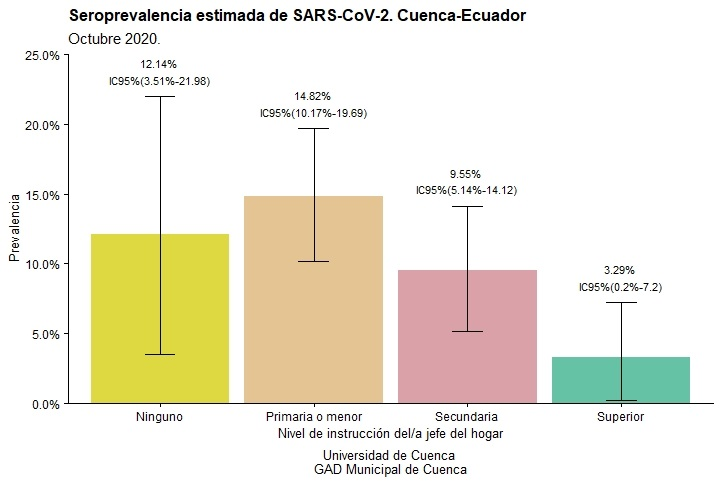 Seroprevalencia estimada de SARS-CoV-2. Cuenca-Ecuador
Octubre 2020.
25.0%
20.0%
15.0%
10.0%
5.0%
0.0%
Prevalencia
12.14%
IC95%(3.51%-21.98)
14.82%
IC95%(10.17%-19.69)
9.55%
IC95%(5.14%-14.12)
3.29%
IC95%(0.2%-7.2)
Ninguno
Primaria o menor
Secundaria
Superior
Nivel de instrucción del/a jefe del hogar
Universidad de Cuenca
GAD Municipal de Cuenca